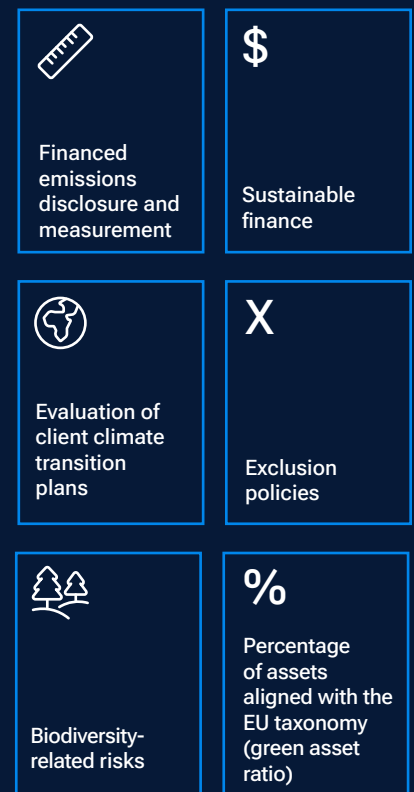 Financed
emissions
disclosure and
measurement
$
Sustainable
finance
Evaluation of
client climate
transition
plans
X
Exclusion
policies
Biodiversity-
related risks
%
Percentage
of assets
aligned with the
EU taxonomy
(green asset
ratio)